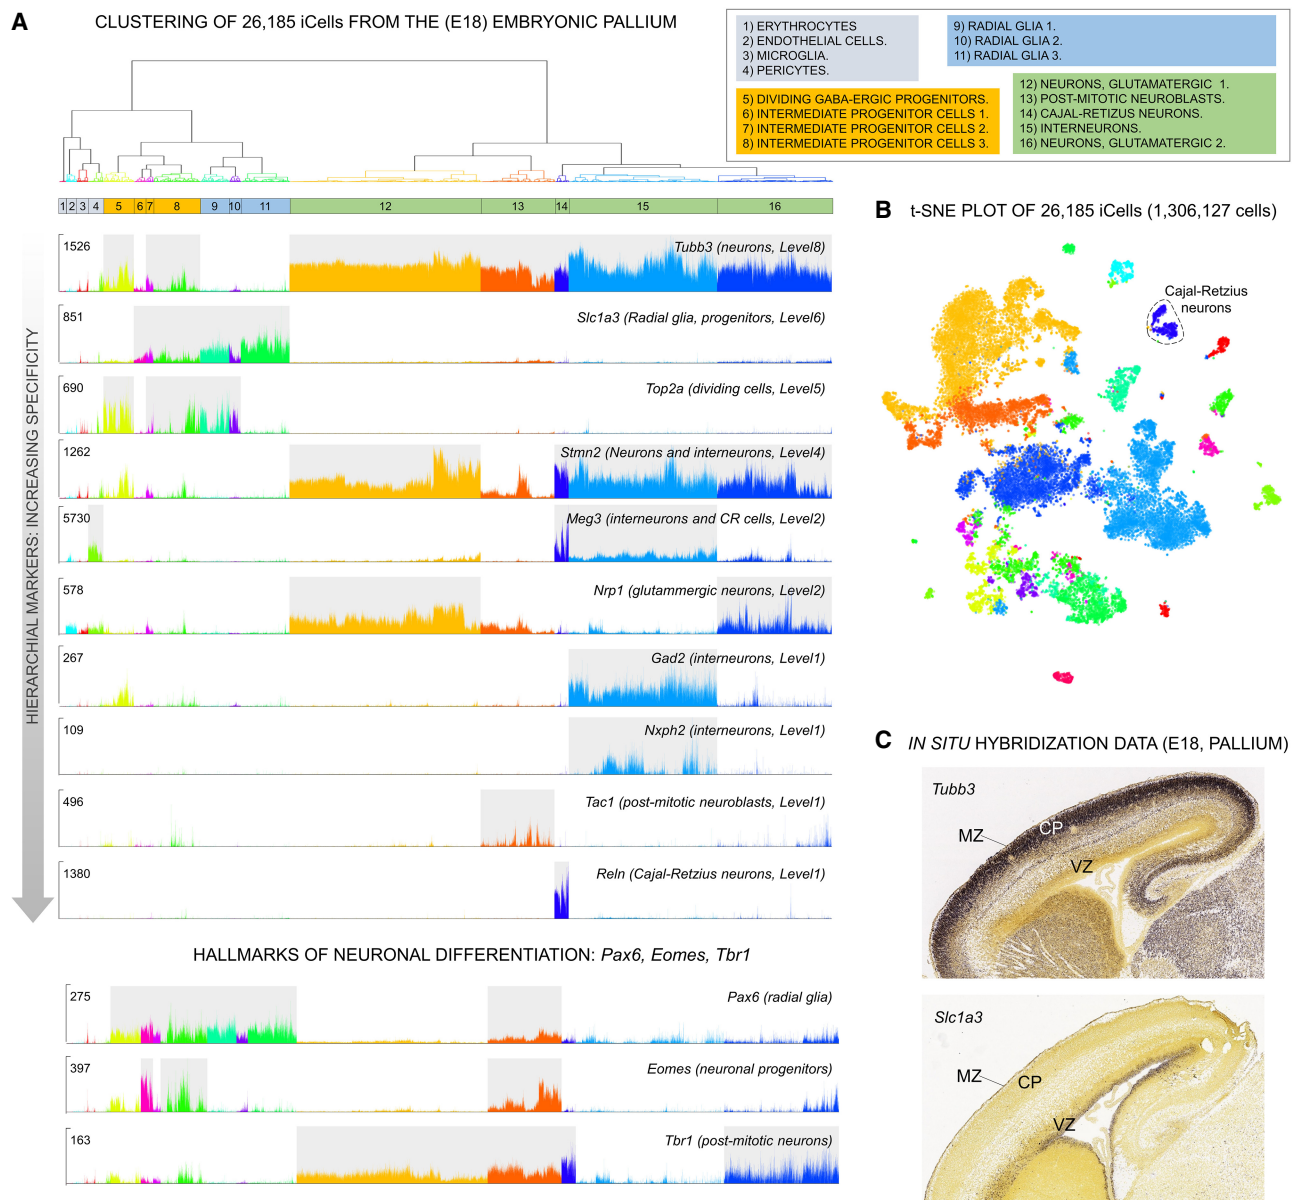 A
CLUSTERING OF 26,185 iCells FROM THE (E18) EMBRYONIC PALLIUM
1) ERYTHROCYTES
2) ENDOTHELIAL CELLS.
3) MICROGLIA.
4) PERICYTES.
5) DIVIDING GABA-ERGIC PROGENITORS.
6) INTERMEDIATE PROGENITOR CELLS 1.
7) INTERMEDIATE PROGENITOR CELLS 2.
8) INTERMEDIATE PROGENITOR CELLS 3.
9) RADIAL GLIA 1.
10) RADIAL GLIA 2.
11) RADIAL GLIA 3.
12) NEURONS, GLUTAMATERGIC 1.
13) POST-MITOTIC NEUROBLASTS.
14) CAJAL-RETIZUS NEURONS.
15) INTERNEURONS.
16) NEURONS, GLUTAMATERGIC 2.
1 2 3 4 5 6 7 8 9 10 11 12 13 14 15 16
HIERARCHIAL MARKERS: INCREASING SPECIFICITY
1526
Tubb3 (neurons, Level8)
851
Slc1a3 (Radial glia, progenitors, Level6)
690
Top2a (dividing cells, Level5)
1262
Stmn2 (Neurons and interneurons, Level4)
5730
Meg3 (interneurons and CR cells, Level2)
578
Nrp1 (glutammergic neurons, Level2)
267
Gad2 (interneurons, Level1)
109
Nxph2 (interneurons, Level1)
496
Tac1 (post-mitotic neuroblasts, Level1)
1380
Reln (Cajal-Retzius neurons, Level1)
HALLMARKS OF NEURONAL DIFFERENTIATION: Pax6, Eomes, Tbr1
275
Pax6 (radial glia)
397
Eomes (neuronal progenitors)
163
Tbr1 (post-mitotic neurons)
B
t-SNE PLOT OF 26,185 iCells (1,306,127 cells)
Cajal-Retzius
neurons
C
IN SITU HYBRIDIZATION DATA (E18, PALLIUM)
Tubb3
MZ
CP
VZ
Slc1a3
MZ
CP
VZ